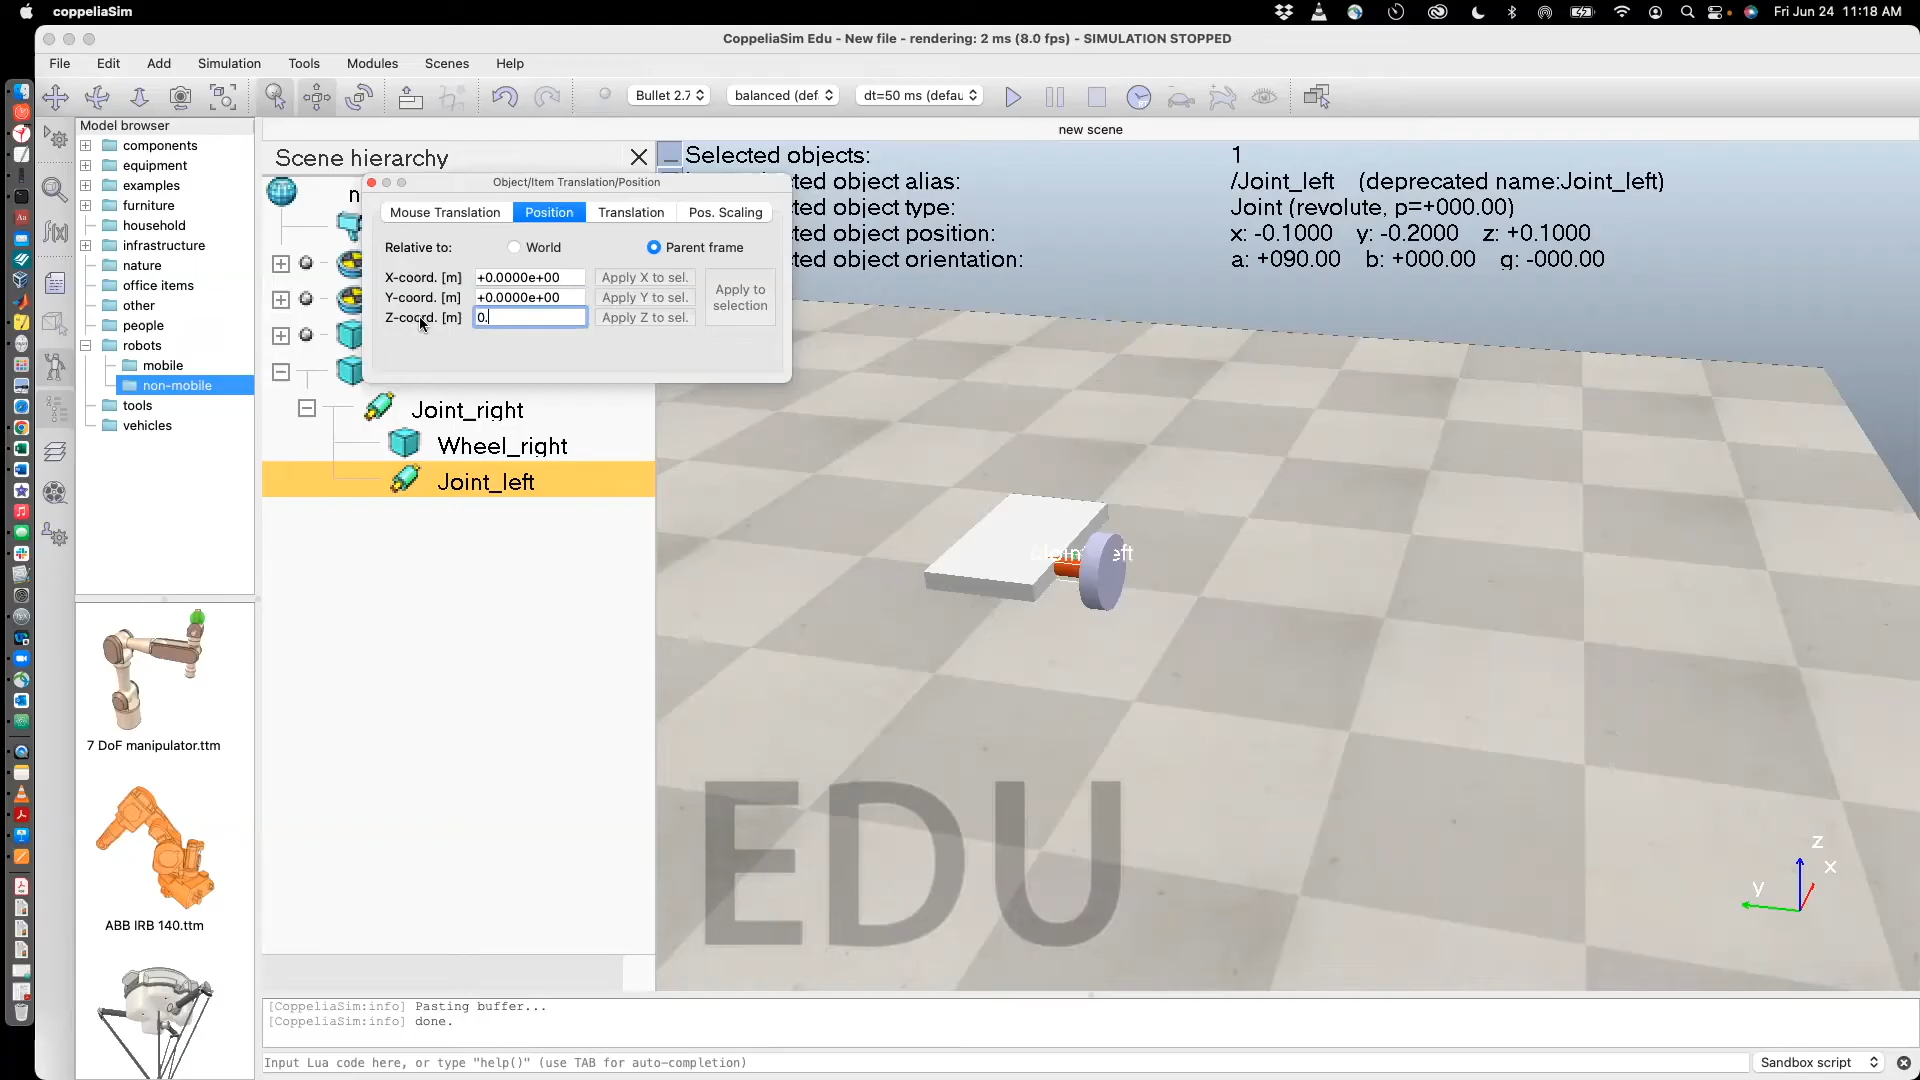 coppeliaSim
Fri Jun 24 11:18 AM
CoppeliaSim Edu - New file - rendering: 2 ms (8.0 fps) - SIMULATION STOPPED
File Edit Add Simulation Tools Modules Scenes Help
Bullet 2.7 balanced (def dt=50 ms (defau
Model browser
components
equipment
examples
furniture
household
infrastructure
nature
office items
other
people
robots
mobile
non-mobile
tools
vehicles
7 DoF manipulator.ttm
ABB IRB 140.ttm
new scene
Scene hierarchy
n
Joint_right
Wheel_right
Joint_left
Object/Item Translation/Position
Mouse Translation Position Translation Pos. Scaling
Relative to: World Parent frame
X-coord. [m] +0.0000e+00 Apply X to sel.
Y-coord. [m] +0.0000e+00 Apply Y to sel.
Z-coord. [m] 0. Apply Z to sel.
Apply to
selection
Selected objects: 1
cted object alias: /Joint_left (deprecated name:Joint_left)
cted object type: Joint (revolute, p=+000.00)
cted object position: x: -0.1000 y: -0.2000 z: +0.1000
cted object orientation: a: +090.00 b: +000.00 g: -000.00
EDU
z
x
y
[CoppeliaSim:info] Pasting buffer...
[CoppeliaSim:info] done.
Input Lua code here, or type "help()" (use TAB for auto-completion)
Sandbox script